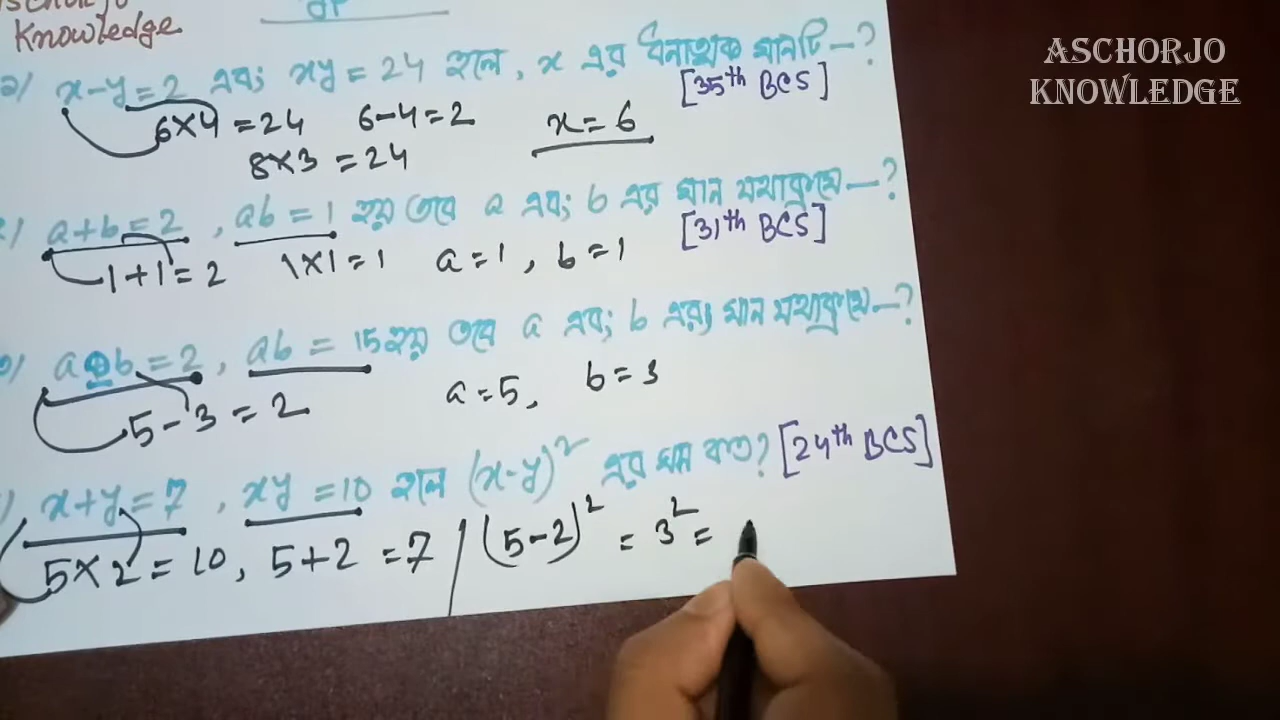 Knowledge
ASCHORJO
KNOWLEDGE
১/ x-y=2 এবং xy=24 হলে, x এর ধনাত্মক মানটি—?
[35th BCS]
6×4=24 6-4=2 x=6
8×3=24
২/ a+b=2, ab=1 হয় তবে a এবং b এর মান যথাক্রমে—?
[31th BCS]
1+1=2 1×1=1 a=1, b=1
৩/ a-b=2, ab=15 হয় তবে a এবং b এর মান যথাক্রমে—?
5-3=2 a=5, b=3
x+y=7, xy=10 হলে (x-y)² এর মান কত? [24th BCS]
5×2=10, 5+2=7 / (5-2)² = 3² =